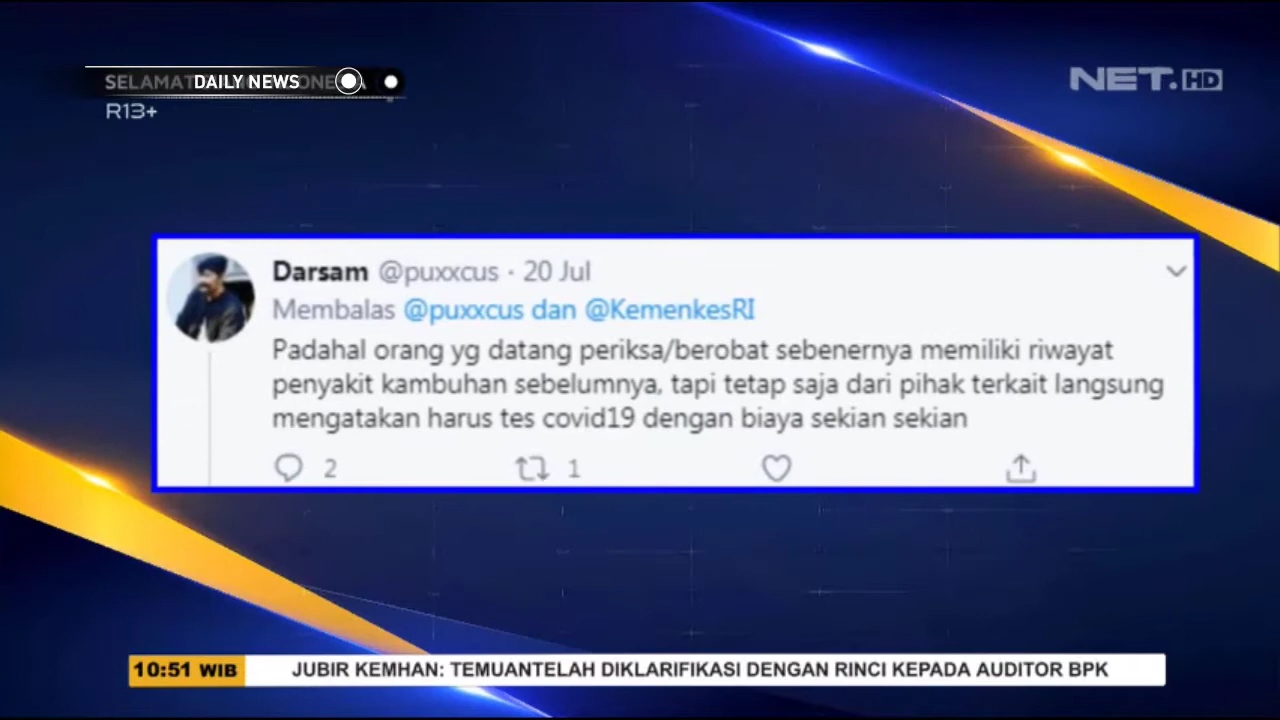 DAILY NEWS
R13+
NET. HD
Darsam @puxxcus · 20 Jul
Membalas @puxxcus dan @KemenkesRI
Padahal orang yg datang periksa/berobat sebenernya memiliki riwayat
penyakit kambuhan sebelumnya, tapi tetap saja dari pihak terkait langsung
mengatakan harus tes covid19 dengan biaya sekian sekian
2 1
10:51 WIB JUBIR KEMHAN: TEMUANTELAH DIKLARIFIKASI DENGAN RINCI KEPADA AUDITOR BPK